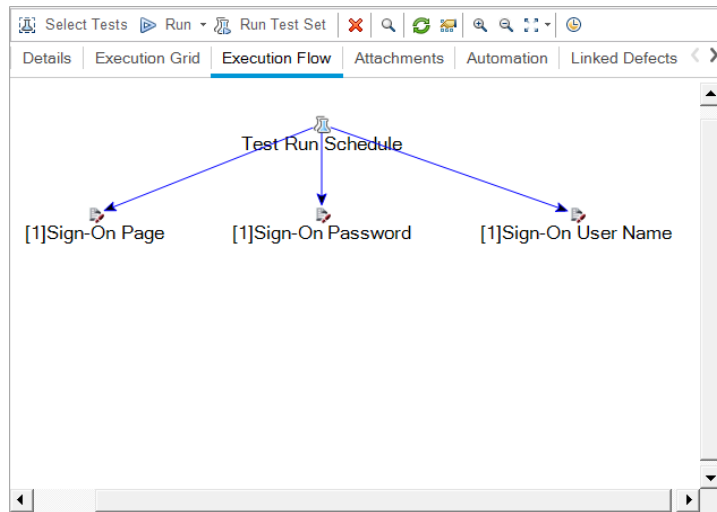 Select Tests Run Run Test Set
Details Execution Grid Execution Flow Attachments Automation Linked Defects
Test Run Schedule
[1]Sign-On Page [1]Sign-On Password [1]Sign-On User Name